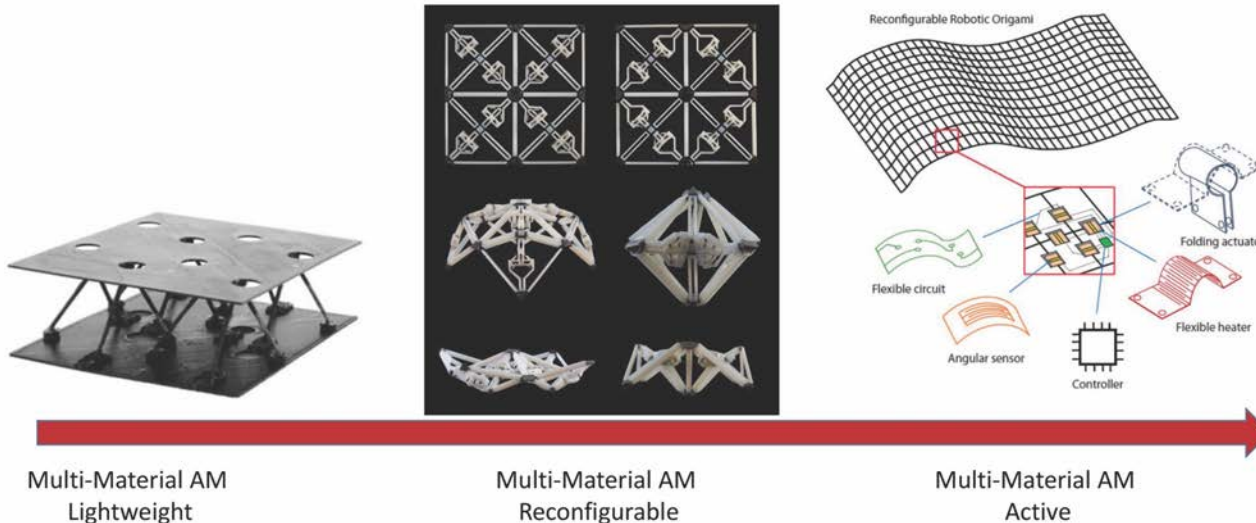 Reconfigurable Robotic Origami
Folding actuator
Flexible circuit
Flexible heater
Angular sensor
Controller
Multi-Material AM
Lightweight
Multi-Material AM
Reconfigurable
Multi-Material AM
Active